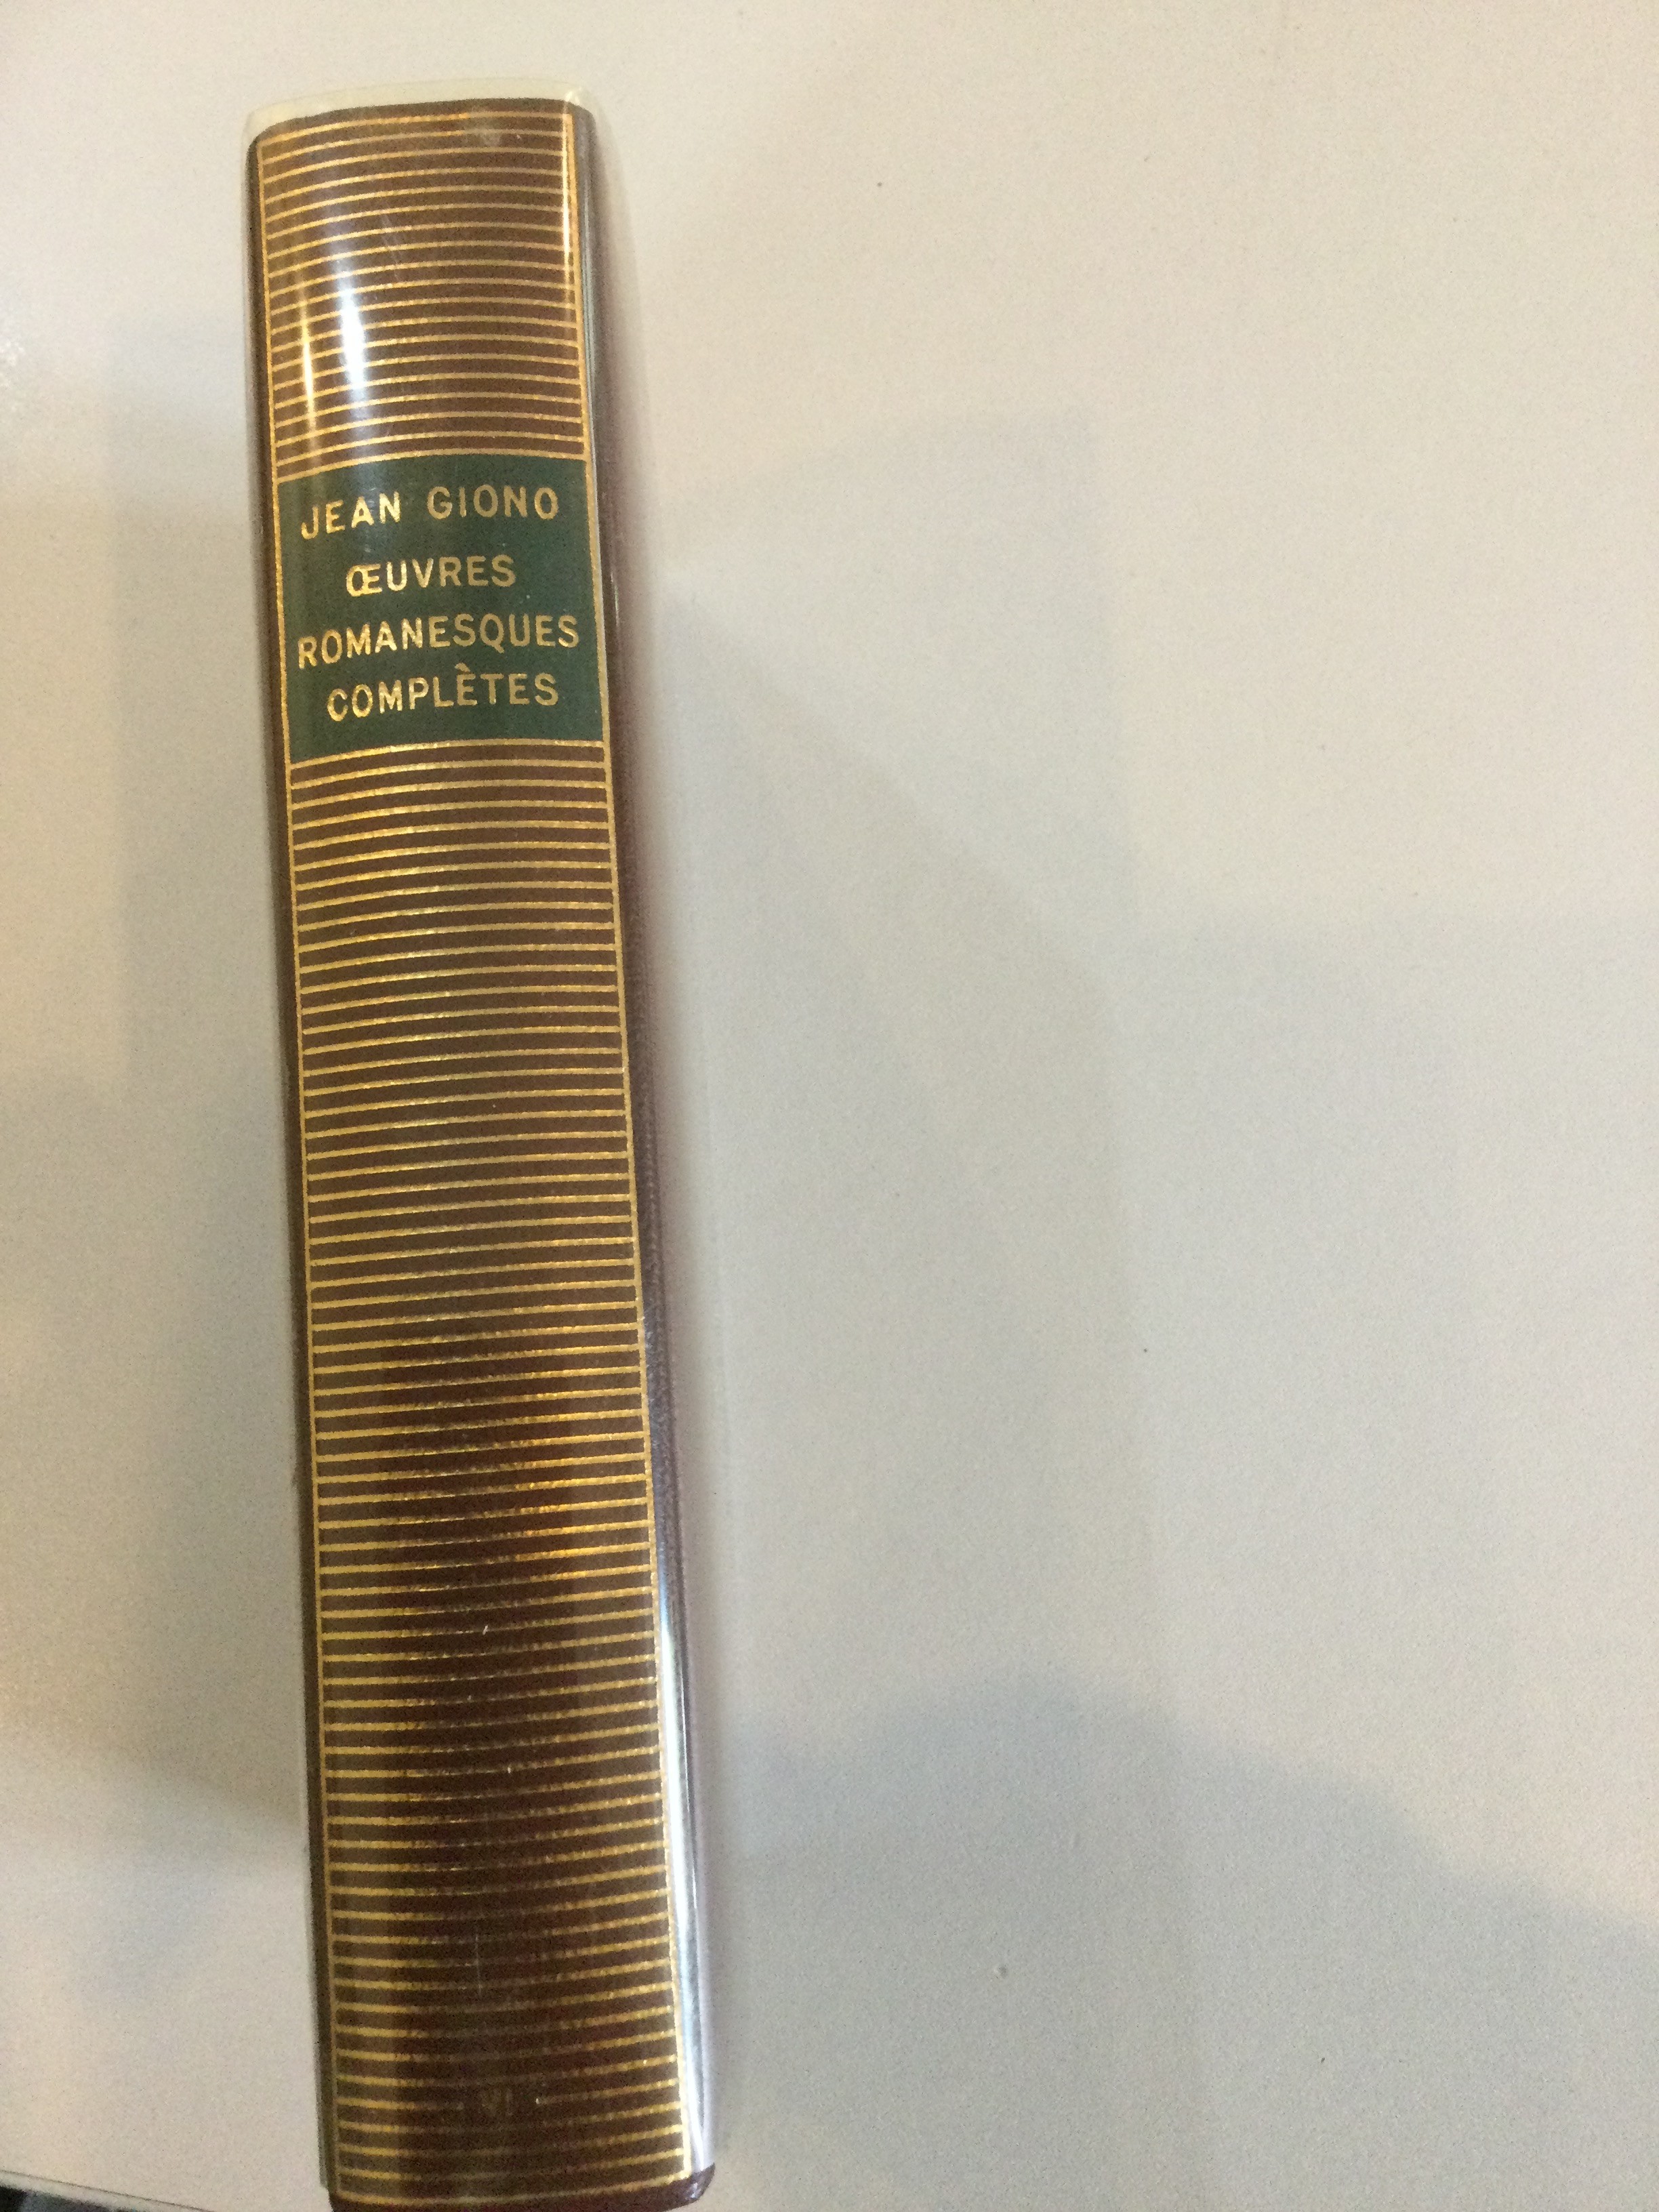 JEAN GIONO
ŒUVRES
ROMANESQUES
COMPLÈTES